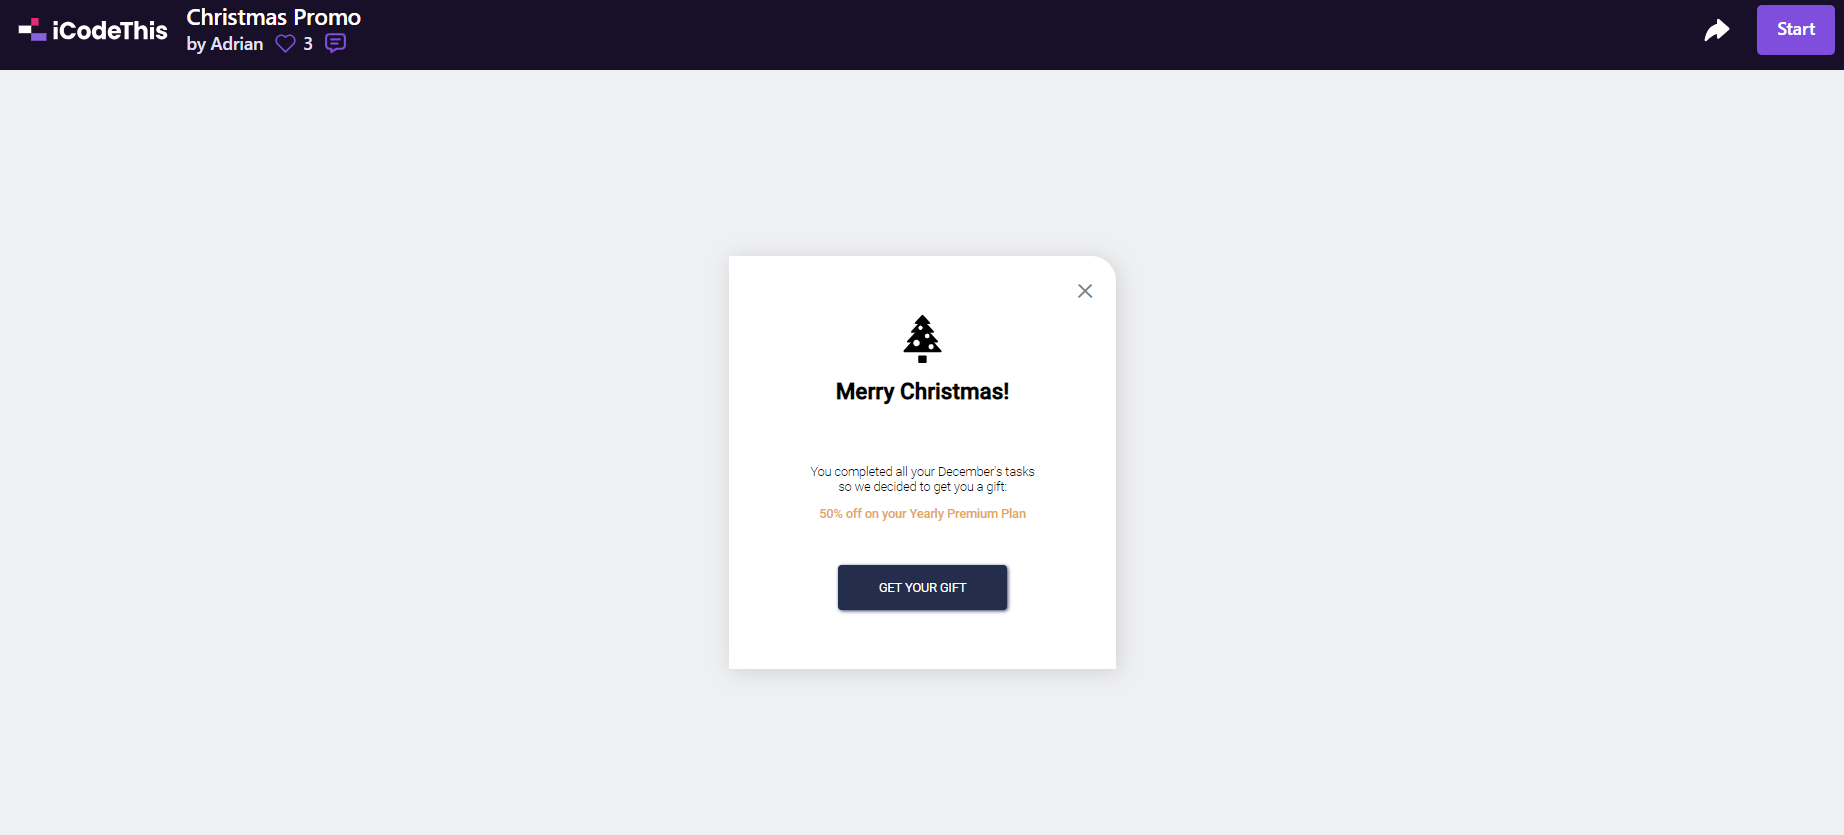 iCodeThis
Christmas Promo
by Adrian 3
Start
Merry Christmas!
You completed all your December's tasks
so we decided to get you a gift:
50% off on your Yearly Premium Plan
GET YOUR GIFT